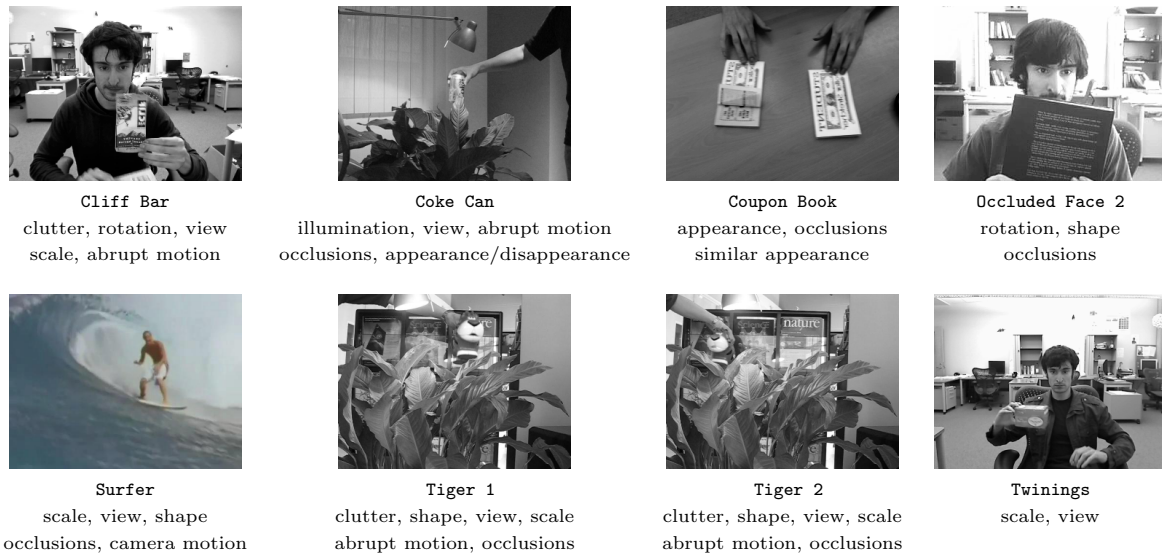 Cliff Bar
clutter, rotation, view
scale, abrupt motion
Coke Can
illumination, view, abrupt motion
occlusions, appearance/disappearance
Coupon Book
appearance, occlusions
similar appearance
Occluded Face 2
rotation, shape
occlusions
nature
nature
Surfer
scale, view, shape
occlusions, camera motion
Tiger 1
clutter, shape, view, scale
abrupt motion, occlusions
Tiger 2
clutter, shape, view, scale
abrupt motion, occlusions
Twinings
scale, view